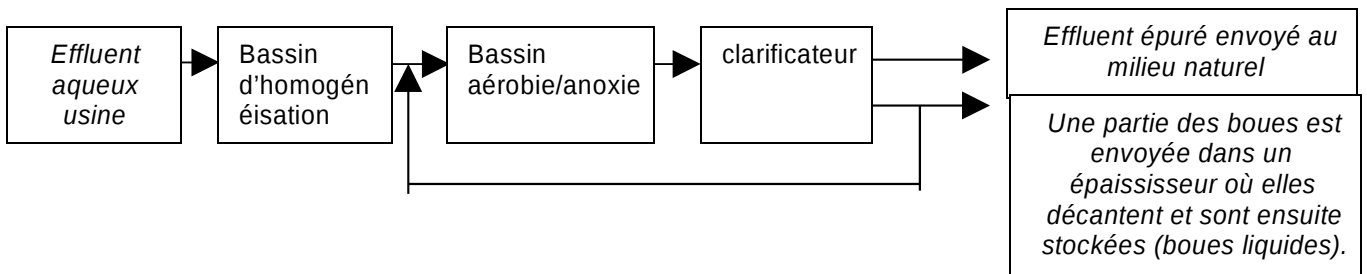 Effluent
aqueux
usine
Bassin
d'homogén
éisation
Bassin
aérobie/anoxie
clarificateur
Effluent épuré envoyé au
milieu naturel
Une partie des boues est
envoyée dans un
épaississeur où elles
décantent et sont ensuite
stockées (boues liquides).